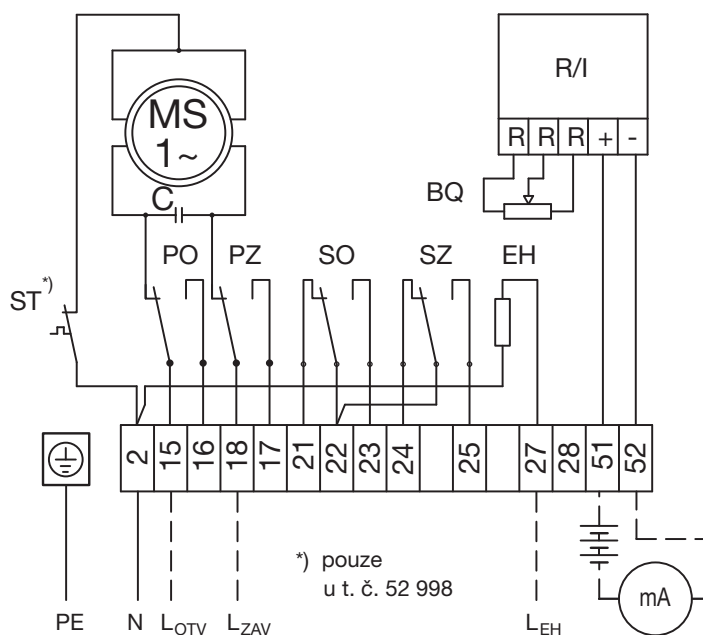 R/I
MS
1~
R R R + -
BQ
C
PO PZ SO SZ EH
ST*)
2 15 16 18 17 21 22 23 24 25 27 28 51 52
*) pouze
u t. č. 52 998
mA
PE N LOTV LZAV LEH